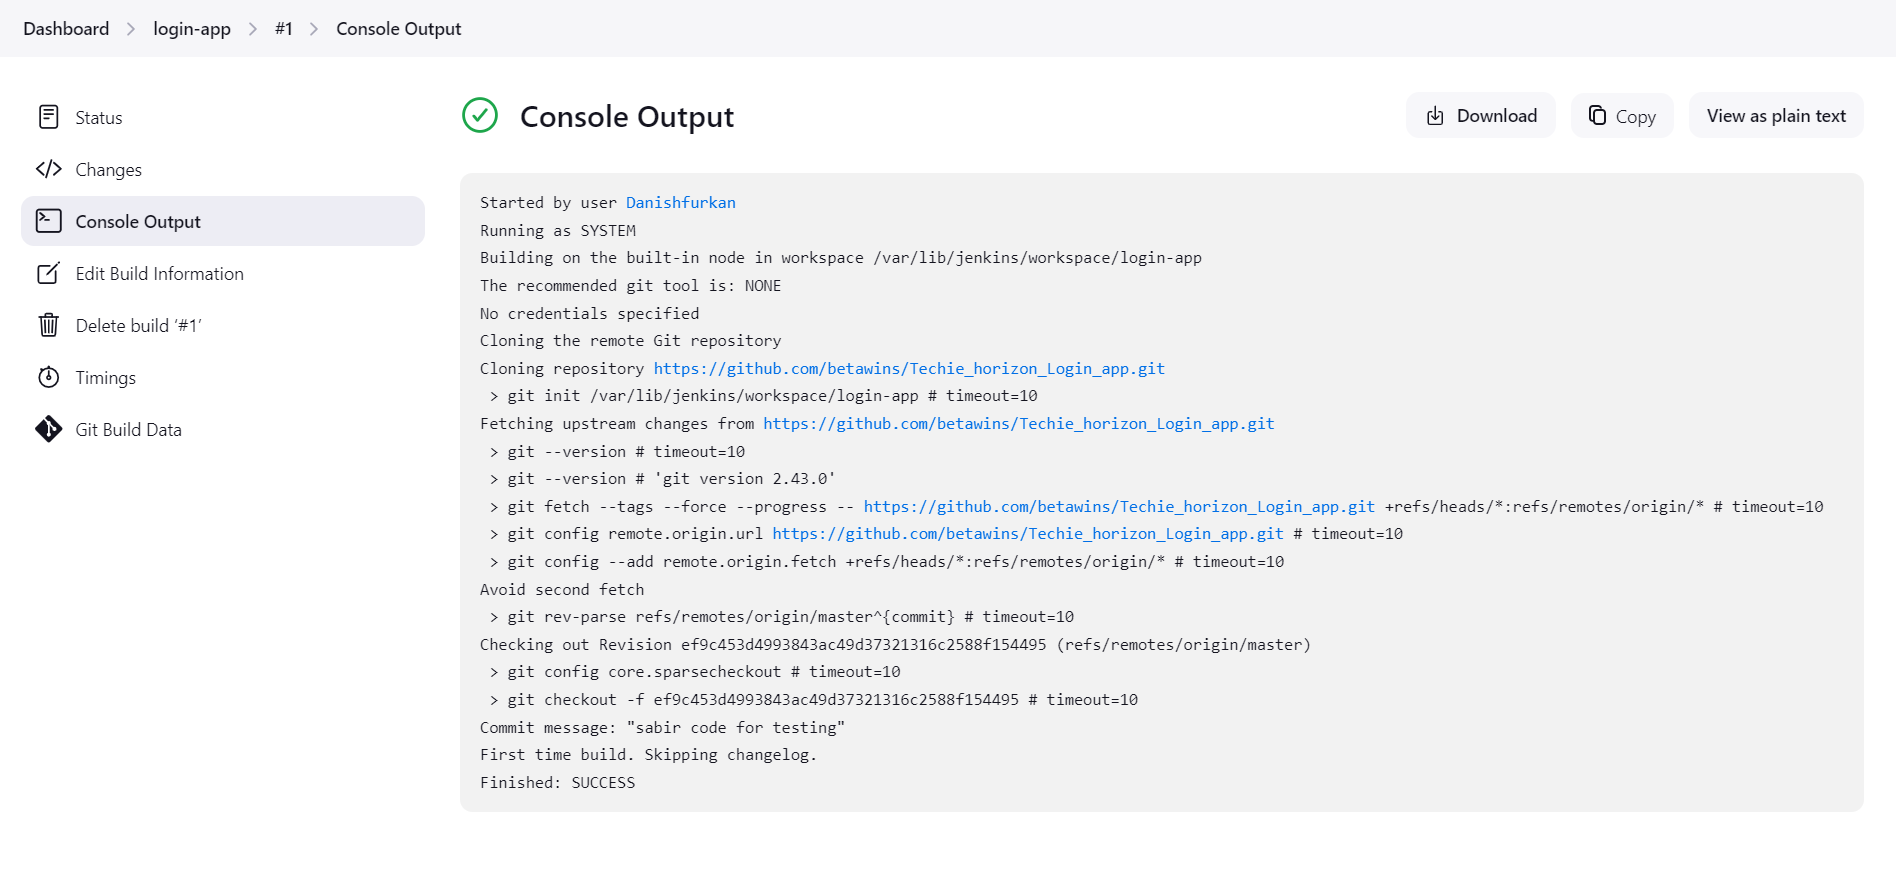 Dashboard > login-app > #1 > Console Output
Status
Changes
Console Output
Edit Build Information
Delete build ‘#1’
Timings
Git Build Data
Console Output
Download
Copy
View as plain text
Started by user Danishfurkan
Running as SYSTEM
Building on the built-in node in workspace /var/lib/jenkins/workspace/login-app
The recommended git tool is: NONE
No credentials specified
Cloning the remote Git repository
Cloning repository https://github.com/betawins/Techie_horizon_Login_app.git
 > git init /var/lib/jenkins/workspace/login-app # timeout=10
Fetching upstream changes from https://github.com/betawins/Techie_horizon_Login_app.git
 > git --version # timeout=10
 > git --version # 'git version 2.43.0'
 > git fetch --tags --force --progress -- https://github.com/betawins/Techie_horizon_Login_app.git +refs/heads/*:refs/remotes/origin/* # timeout=10
 > git config remote.origin.url https://github.com/betawins/Techie_horizon_Login_app.git # timeout=10
 > git config --add remote.origin.fetch +refs/heads/*:refs/remotes/origin/* # timeout=10
Avoid second fetch
 > git rev-parse refs/remotes/origin/master^{commit} # timeout=10
Checking out Revision ef9c453d4993843ac49d37321316c2588f154495 (refs/remotes/origin/master)
 > git config core.sparsecheckout # timeout=10
 > git checkout -f ef9c453d4993843ac49d37321316c2588f154495 # timeout=10
Commit message: "sabir code for testing"
First time build. Skipping changelog.
Finished: SUCCESS